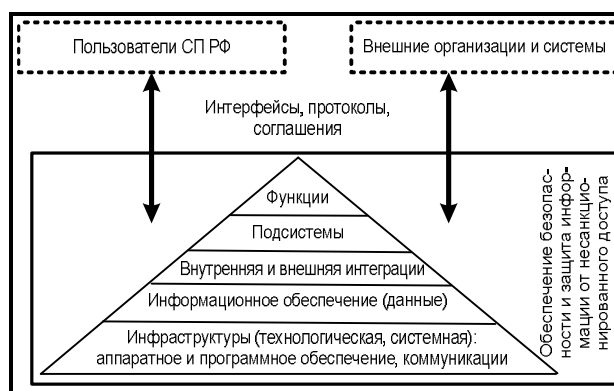 Пользователи СП РФ
Внешние организации и системы
Интерфейсы, протоколы,
соглашения
Функции
Подсистемы
Внутренняя и внешняя интеграции
Информационное обеспечение (данные)
Инфраструктуры (технологическая, системная):
аппаратное и программное обеспечение, коммуникации
Обеспечение безопас-
ности и защита инфор-
мации от несанкцио-
нированного доступа